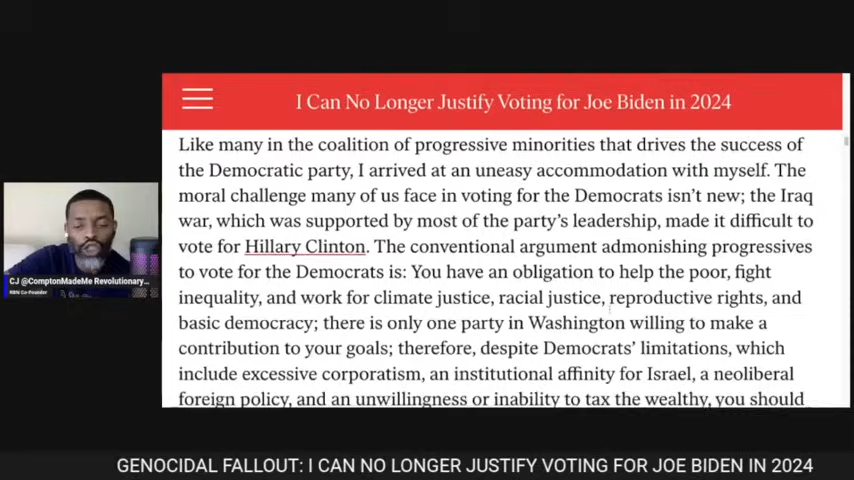 I Can No Longer Justify Voting for Joe Biden in 2024
Like many in the coalition of progressive minorities that drives the success of
the Democratic party, I arrived at an uneasy accommodation with myself. The
moral challenge many of us face in voting for the Democrats isn't new; the Iraq
war, which was supported by most of the party's leadership, made it difficult to
vote for Hillary Clinton. The conventional argument admonishing progressives
to vote for the Democrats is: You have an obligation to help the poor, fight
inequality, and work for climate justice, racial justice, reproductive rights, and
basic democracy; there is only one party in Washington willing to make a
contribution to your goals; therefore, despite Democrats' limitations, which
include excessive corporatism, an institutional affinity for Israel, a neoliberal
foreign policy, and an unwillingness or inability to tax the wealthy, you should
CJ @ComptonMadeMe Revolutionary...
RBN Co-Founder
GENOCIDAL FALLOUT: I CAN NO LONGER JUSTIFY VOTING FOR JOE BIDEN IN 2024